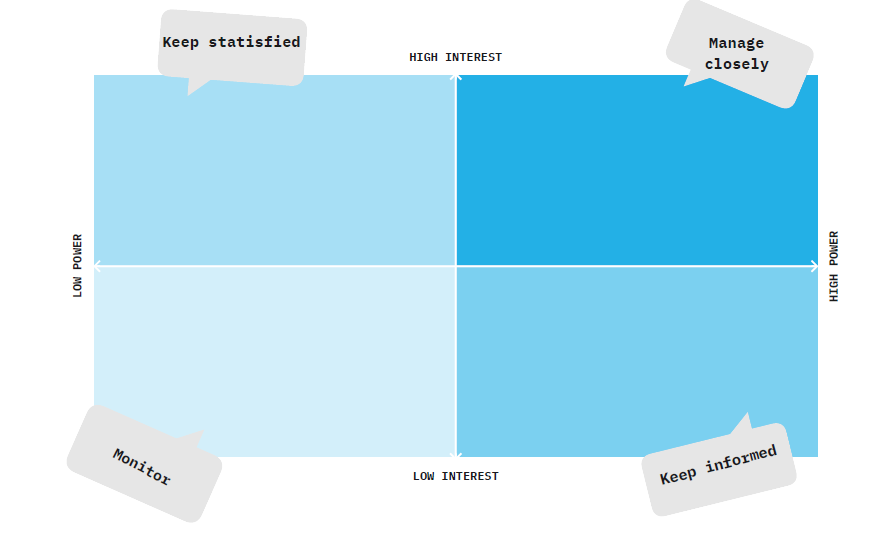 Keep statisfied
HIGH INTEREST
Manage
closely
LOW POWER
HIGH POWER
Monitor
LOW INTEREST
Keep informed